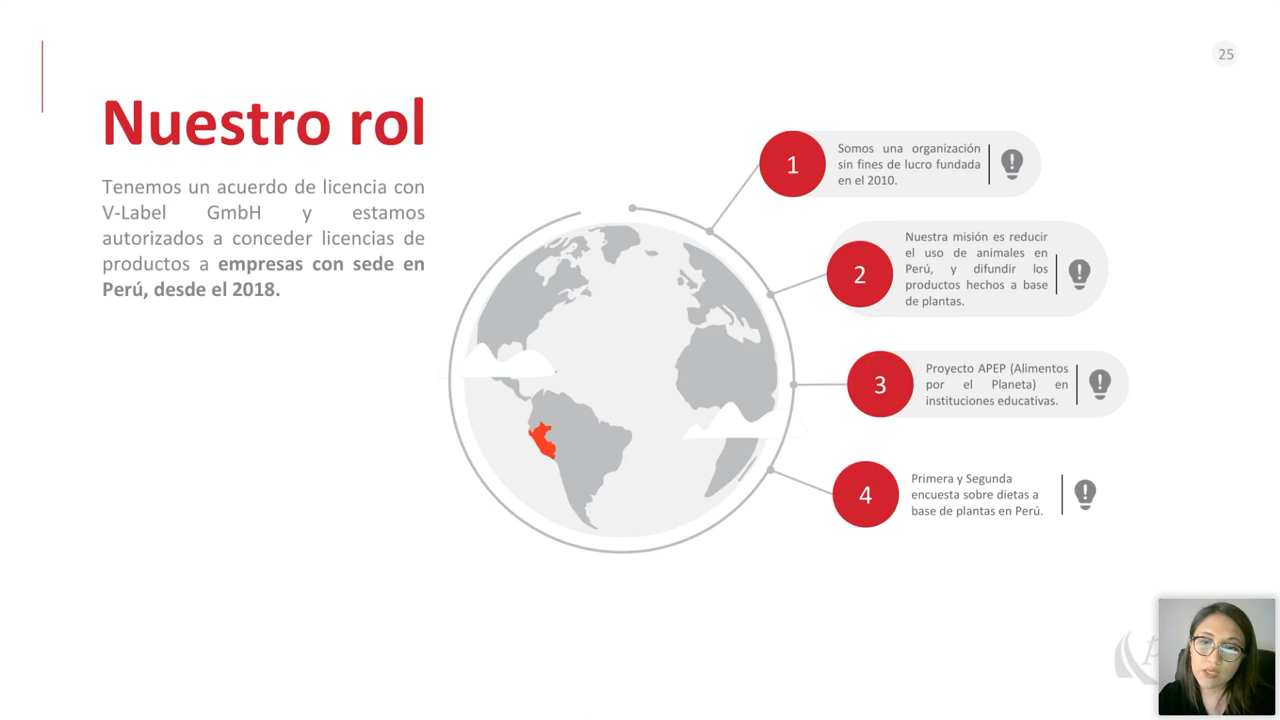 25
Nuestro rol
Tenemos un acuerdo de licencia con
V-Label GmbH y estamos
autorizados a conceder licencias de
productos a empresas con sede en
Perú, desde el 2018.
1
Somos una organización
sin fines de lucro fundada
en el 2010.
2
Nuestra misión es reducir
el uso de animales en
Perú, y difundir los
productos hechos a base
de plantas.
3
Proyecto APEP (Alimentos
por el Planeta) en
instituciones educativas.
4
Primera y Segunda
encuesta sobre dietas a
base de plantas en Perú.